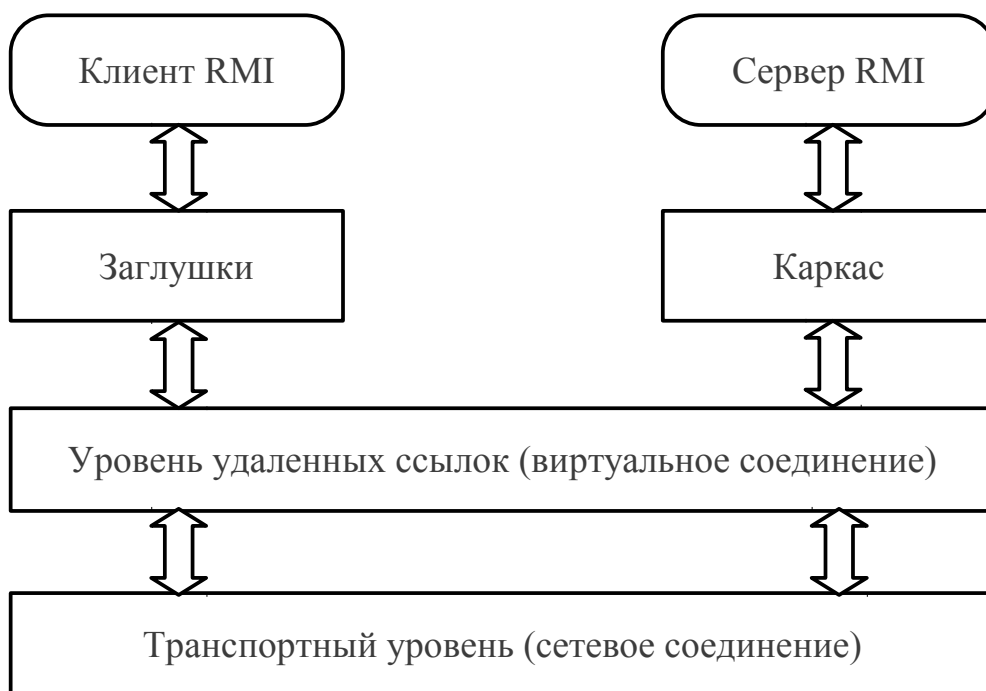 Клиент RMI
Сервер RMI
Заглушки
Каркас
Уровень удаленных ссылок (виртуальное соединение)
Транспортный уровень (сетевое соединение)